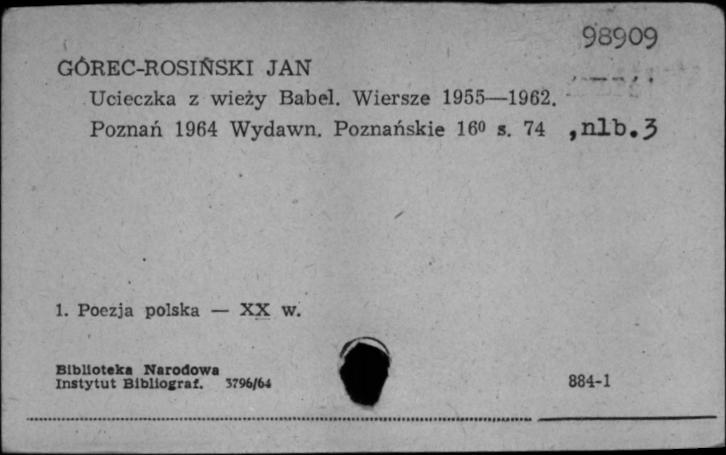 98909
GÓREC-ROSIŃSKI JAN
Ucieczka z wieży Babel. Wiersze 1955—1962.
Poznań 1964 Wydawn. Poznańskie 16⁰ s. 74 ,nlb.3
1. Poezja polska — XX w.
Biblioteka Narodowa
Instytut Bibliograf. 3796/64
884-1